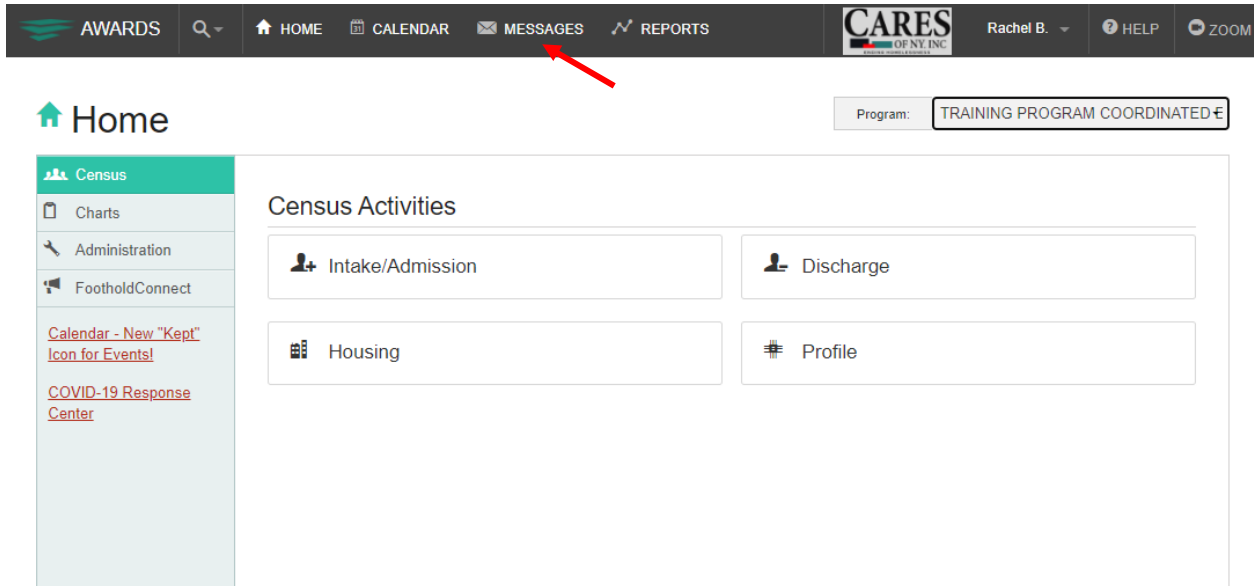 AWARDS HOME CALENDAR MESSAGES REPORTS CARES OF NY, INC Rachel B. HELP ZOOM
Home
Program: TRAINING PROGRAM COORDINATED E
Census
Charts
Administration
FootholdConnect
Calendar - New "Kept"
Icon for Events!
COVID-19 Response
Center
Census Activities
Intake/Admission
Discharge
Housing
Profile